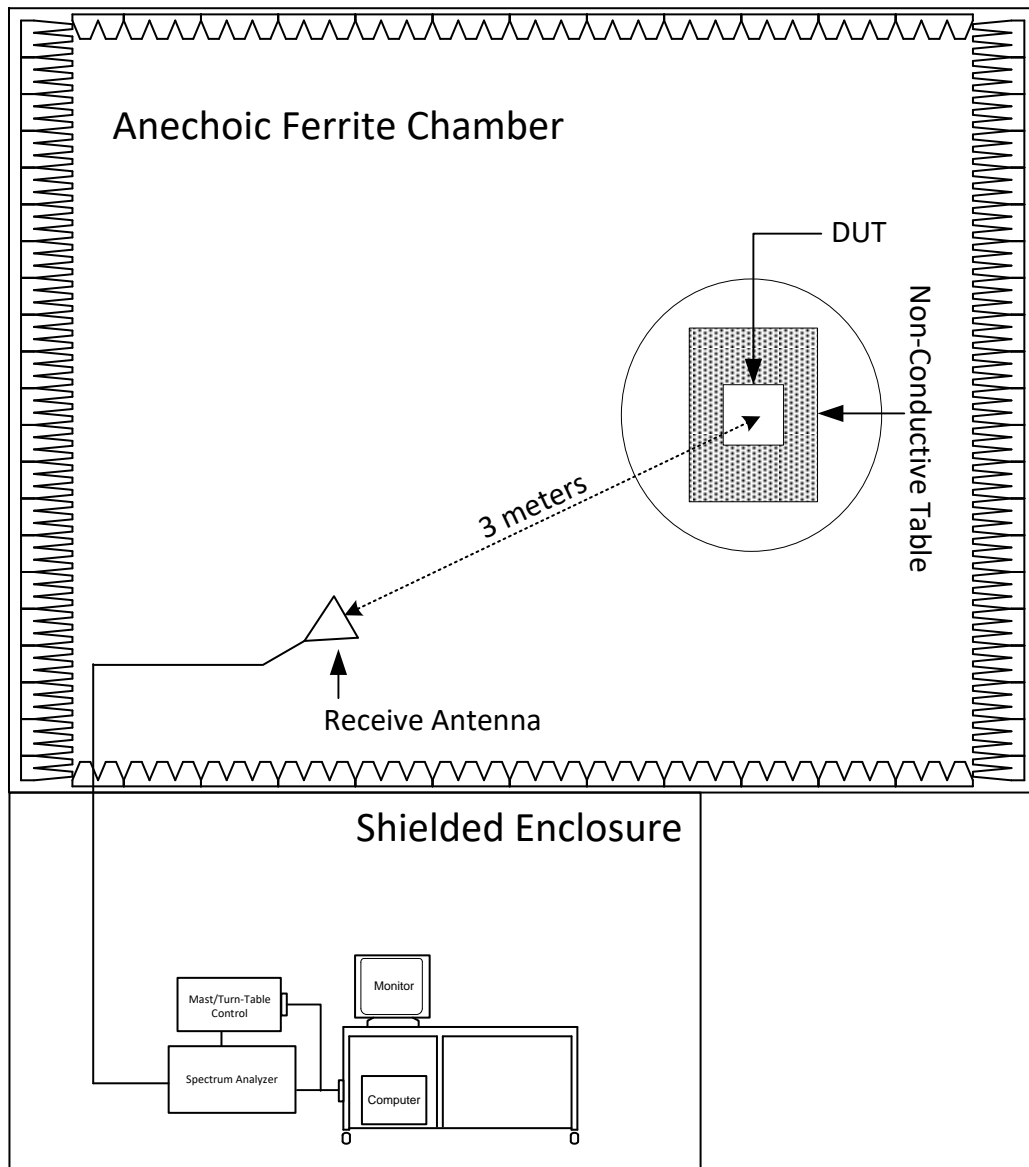 Anechoic Ferrite Chamber
DUT
Non-Conductive Table
3 meters
Receive Antenna
Shielded Enclosure
Monitor
Mast/Turn-Table
Control
Spectrum Analyzer
Computer